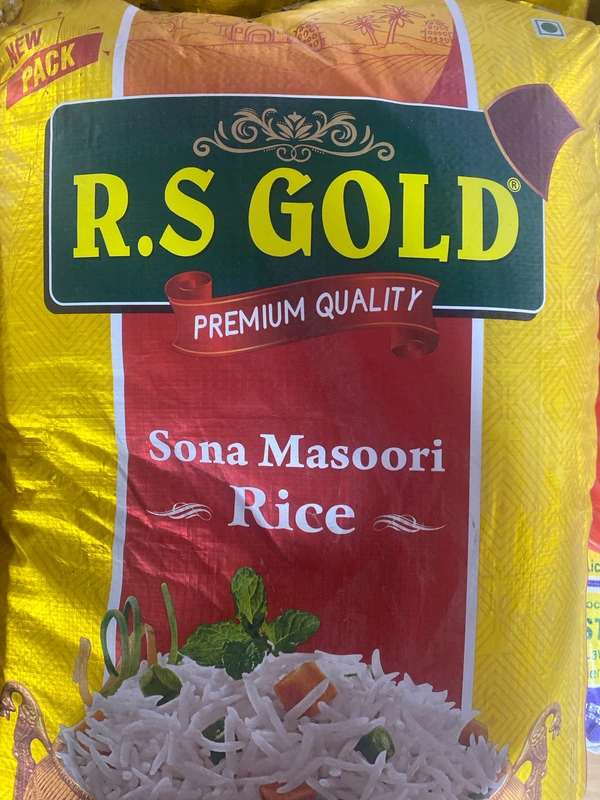 NEW
PACK
R.S GOLD®
PREMIUM QUALITY
Sona Masoori
Rice